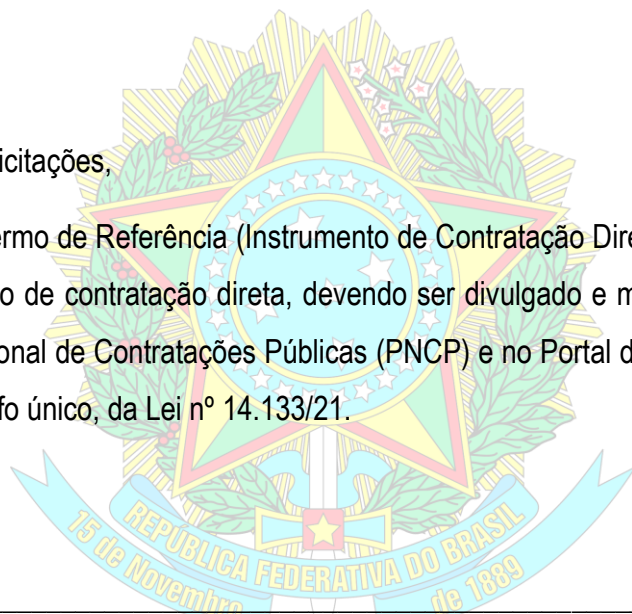 icitações,
ermo de Referência (Instrumento de Contratação Dire
o de contratação direta, devendo ser divulgado e m
onal de Contratações Públicas (PNCP) e no Portal d
fo único, da Lei nº 14.133/21.
REPÚBLICA FEDERATIVA DO BRASIL
15 de Novembro de 1889